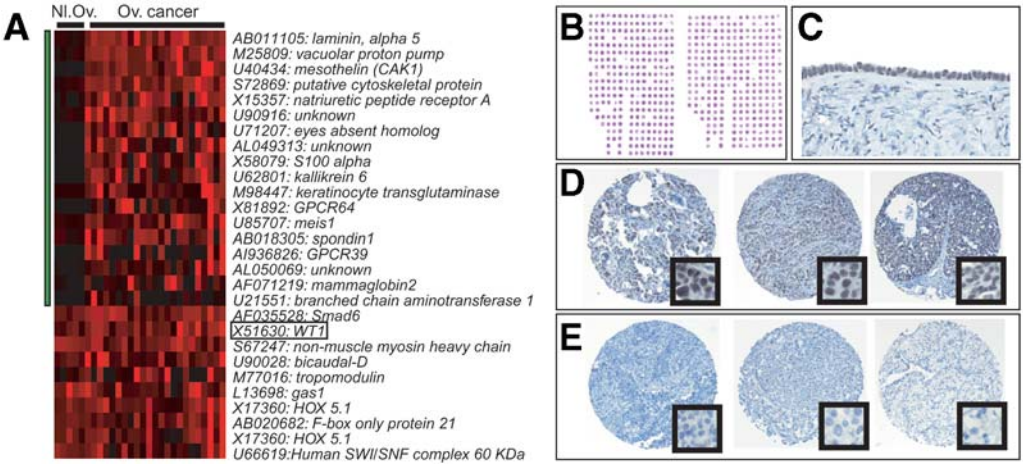 A
Nl.Ov. Ov. cancer
AB011105: laminin, alpha 5
M25809: vacuolar proton pump
U40434: mesothelin (CAK1)
S72869: putative cytoskeletal protein
X15357: natriuretic peptide receptor A
U90916: unknown
U71207: eyes absent homolog
AL049313: unknown
X58079: S100 alpha
U62801: kallikrein 6
M98447: keratinocyte transglutaminase
X81892: GPCR64
U85707: meis1
AB018305: spondin1
AI936826: GPCR39
AL050069: unknown
AF071219: mammaglobin2
U21551: branched chain aminotransferase 1
AF035528: Smad6
X51630: WT1
S67247: non-muscle myosin heavy chain
U90028: bicaudal-D
M77016: tropomodulin
L13698: gas1
X17360: HOX 5.1
AB020682: F-box only protein 21
X17360: HOX 5.1
U66619:Human SWI/SNF complex 60 KDa
B
C
D
E